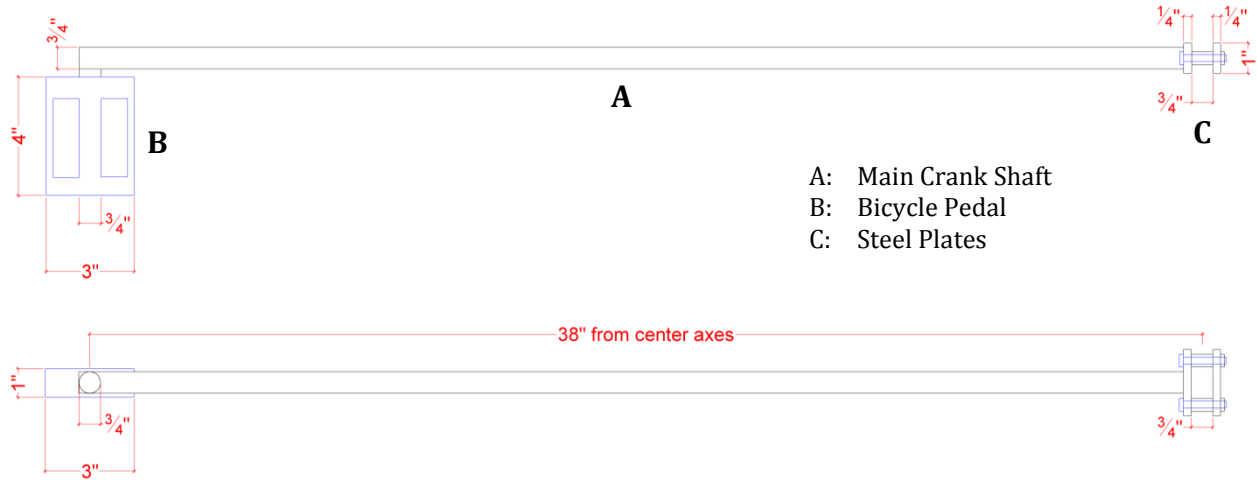 ¼" ¼"
¾"
1"
A
¾"
4"
B
C
A: Main Crank Shaft
B: Bicycle Pedal
C: Steel Plates
¾"
3"
38" from center axes
1"
¾"
¾"
3"